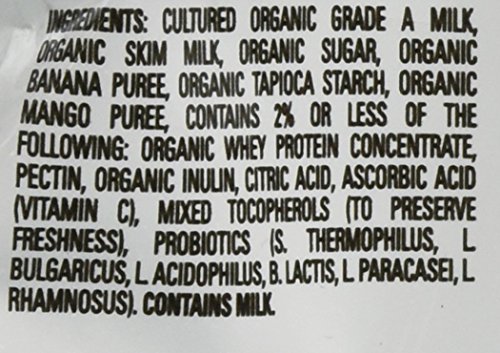 INGREDIENTS: CULTURED ORGANIC GRADE A MILK,
ORGANIC SKIM MILK, ORGANIC SUGAR, ORGANIC
BANANA PUREE, ORGANIC TAPIOCA STARCH, ORGANIC
MANGO PUREE, CONTAINS 2% OR LESS OF THE
FOLLOWING: ORGANIC WHEY PROTEIN CONCENTRATE,
PECTIN, ORGANIC INULIN, CITRIC ACID, ASCORBIC ACID
(VITAMIN C), MIXED TOCOPHEROLS (TO PRESERVE
FRESHNESS), PROBIOTICS (S. THERMOPHILUS, L
BULGARICUS, L. ACIDOPHILUS, B. LACTIS, L. PARACASEI, L
RHAMNOSUS). CONTAINS MILK.